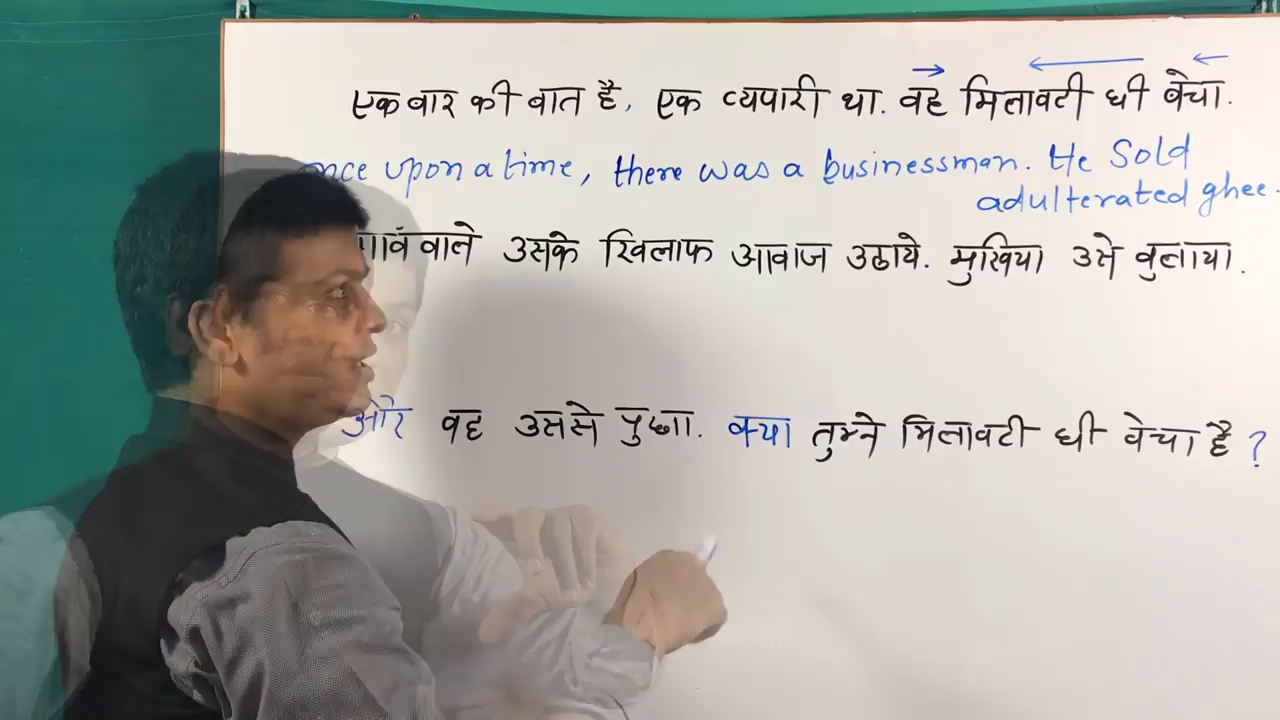 एक बार की बात है, एक व्यपारी था. वह मिलावटी घी बेचा.
once upon a time, there was a businessman. He Sold
adulterated ghee.
गावं वाले उसके खिलाफ आवाज उठाये. मुखिया उसे बुलाया.
और वह उससे पुछा. क्या तुमने मिलावटी घी बेचा है?